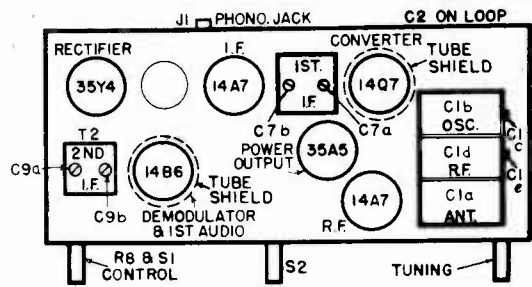 J1 PHONO. JACK
C2 ON LOOP
RECTIFIER
I.F.
CONVERTER
TUBE
SHIELD
35Y4
14A7
1ST.
I.F.
14Q7
C7b
C7a
C1b
OSC.
C1c
C1d
R.F.
C1e
C1a
ANT.
T2
2ND
I.F.
C9a
C9b
14B6
TUBE
SHIELD
DEMODULATOR
& 1ST AUDIO
POWER
OUTPUT
35A5
14A7
R.F.
R8 & S1
CONTROL
S2
TUNING